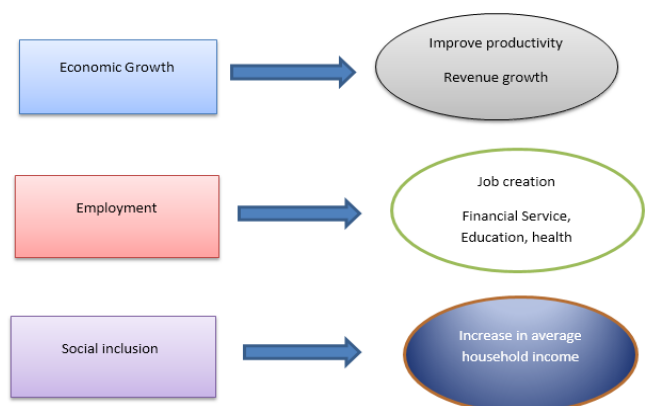 Economic Growth
Improve productivity
Revenue growth
Employment
Job creation
Financial Service,
Education, health
Social inclusion
Increase in average
household income